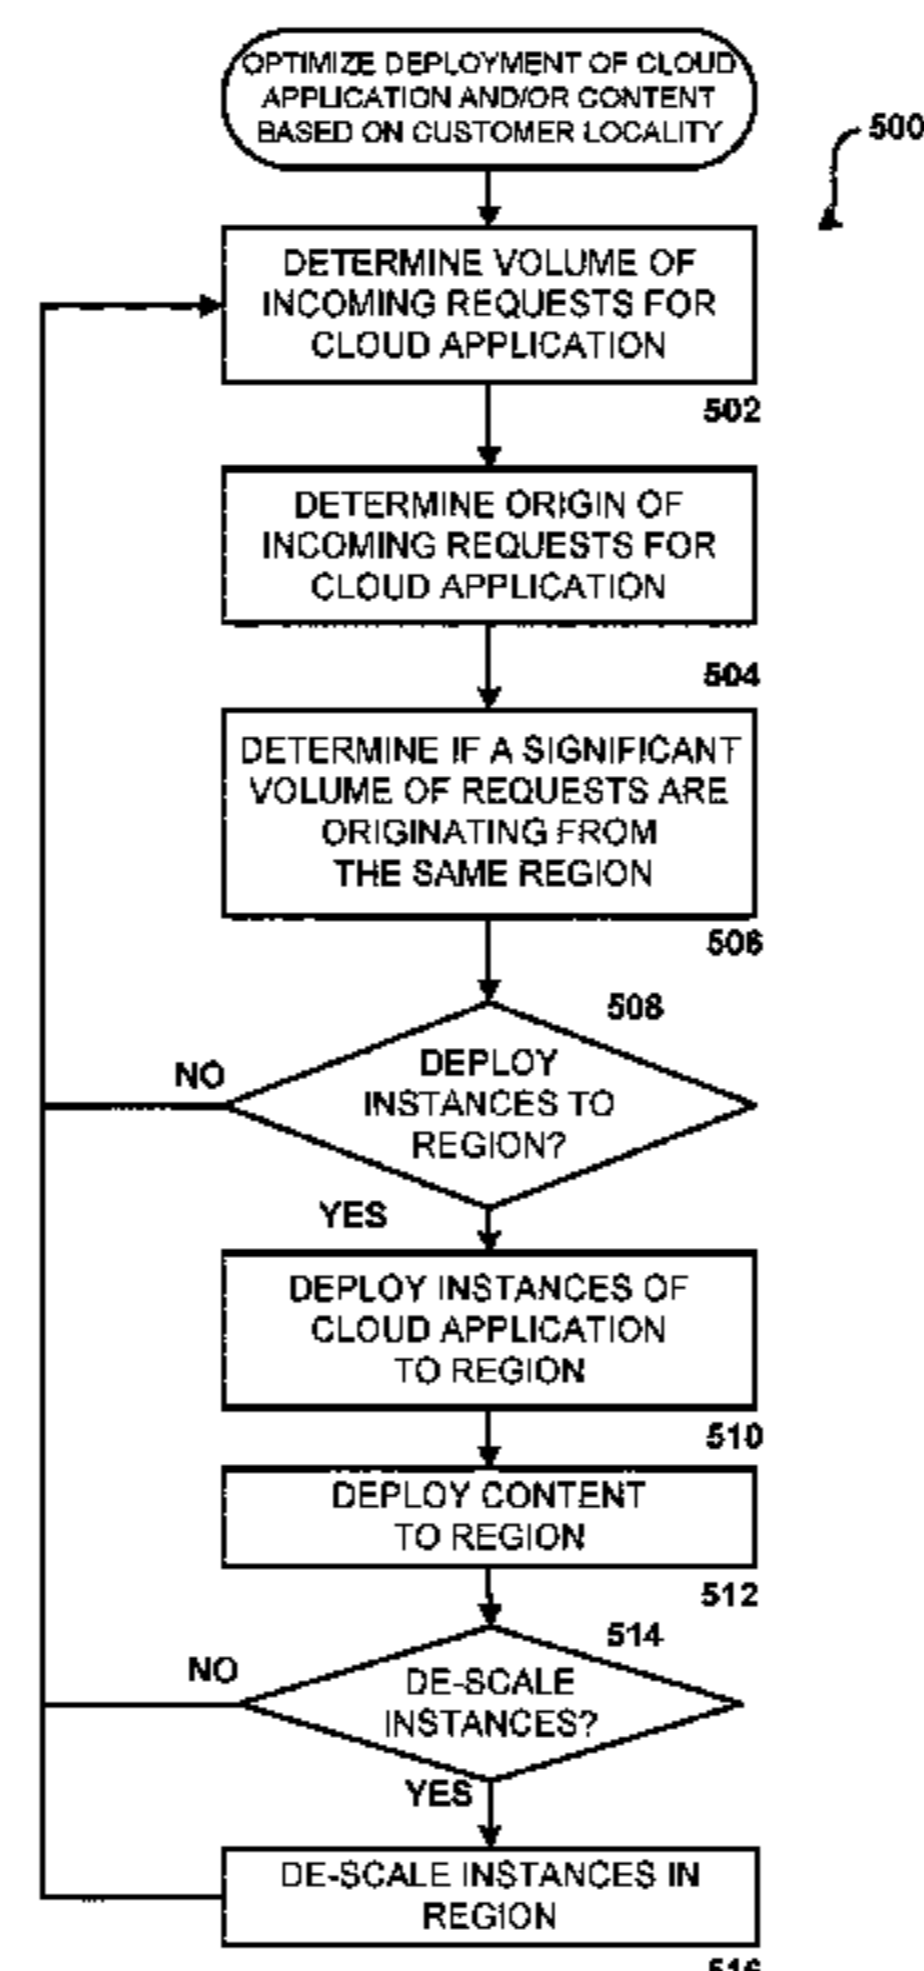 OPTIMIZE DEPLOYMENT OF CLOUD
APPLICATION AND/OR CONTENT
BASED ON CUSTOMER LOCALITY
500
DETERMINE VOLUME OF
INCOMING REQUESTS FOR
CLOUD APPLICATION
502
DETERMINE ORIGIN OF
INCOMING REQUESTS FOR
CLOUD APPLICATION
504
DETERMINE IF A SIGNIFICANT
VOLUME OF REQUESTS ARE
ORIGINATING FROM
THE SAME REGION
506
508
NO
DEPLOY
INSTANCES TO
REGION?
YES
DEPLOY INSTANCES OF
CLOUD APPLICATION
TO REGION
510
DEPLOY CONTENT
TO REGION
512
514
NO
DE-SCALE
INSTANCES?
YES
DE-SCALE INSTANCES IN
REGION
516